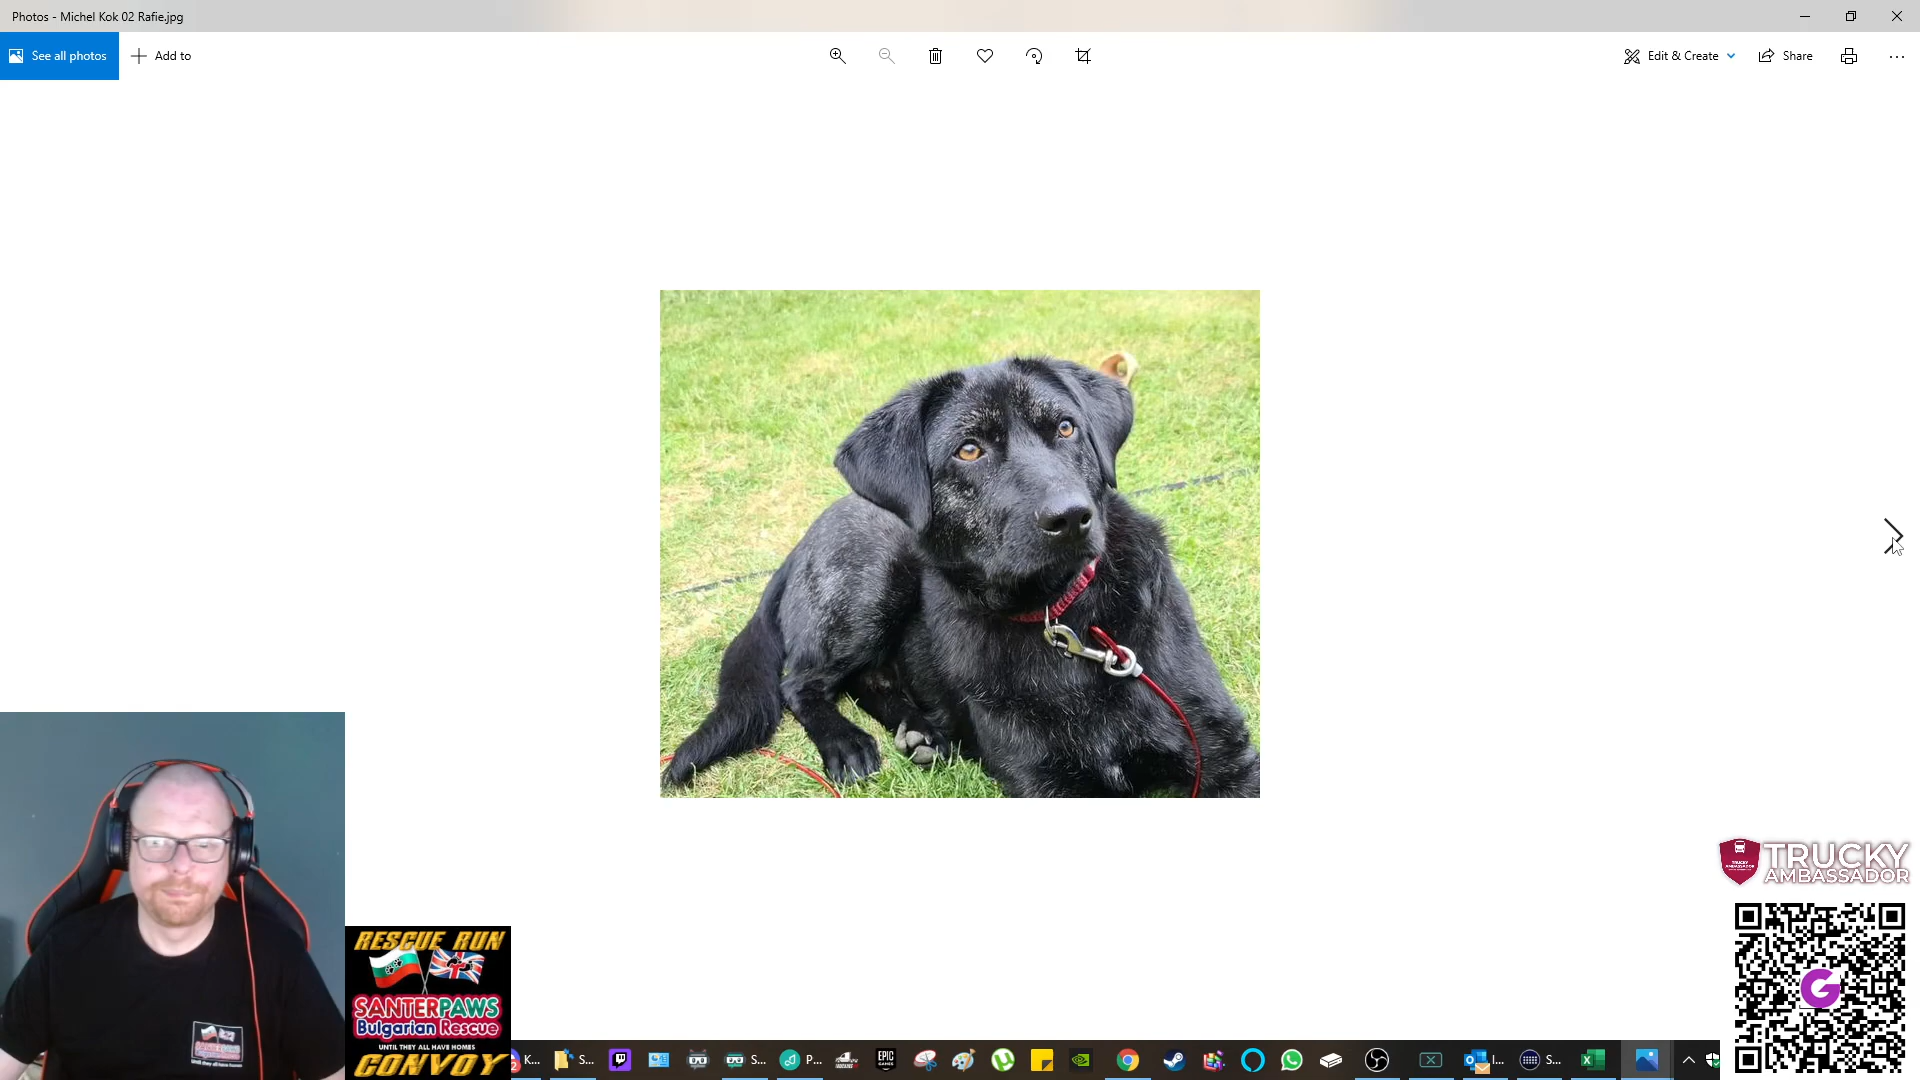 Photos - Michel Kok 02 Rafie.jpg
See all photos
Add to
Edit & Create
Share
TRUCKY
AMBASSADOR
RESCUE RUN
SANTERPAWS
Bulgarian Rescue
UNTIL THEY ALL HAVE HOMES
CONVOY
K...
S...
S...
P...
EPIC
GAMES
I...
S...